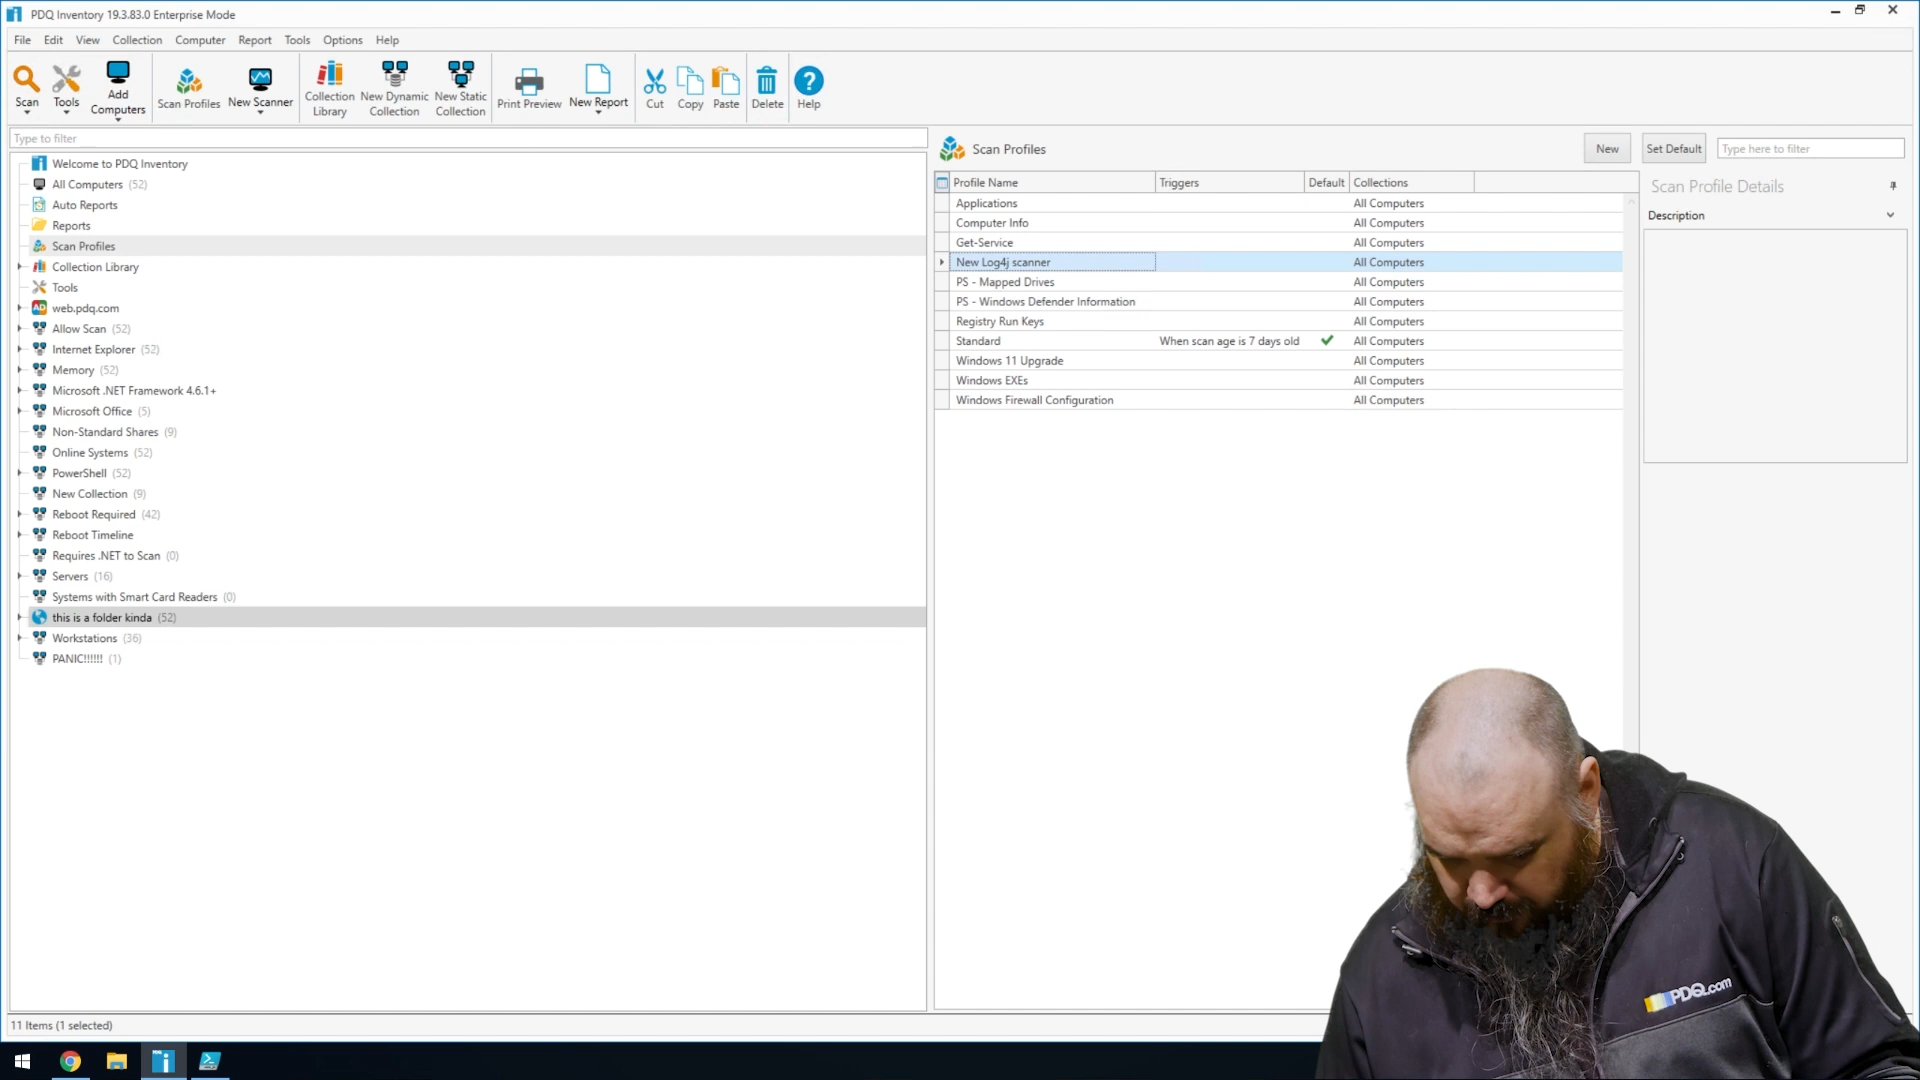 PDQ Inventory 19.3.83.0 Enterprise Mode
File Edit View Collection Computer Report Tools Options Help
Scan
Tools
Add Computers
Scan Profiles
New Scanner
Collection Library
New Dynamic Collection
New Static Collection
Print Preview
New Report
Cut
Copy
Paste
Delete
Help
Type to filter
Welcome to PDQ Inventory
All Computers (52)
Auto Reports
Reports
Scan Profiles
Collection Library
Tools
AD web.pdq.com
Allow Scan (52)
Internet Explorer (52)
Memory (52)
Microsoft .NET Framework 4.6.1+
Microsoft Office (5)
Non-Standard Shares (9)
Online Systems (52)
PowerShell (52)
New Collection (9)
Reboot Required (42)
Reboot Timeline
Requires .NET to Scan (0)
Servers (16)
Systems with Smart Card Readers (0)
this is a folder kinda (52)
Workstations (36)
PANIC!!!!!! (1)
Scan Profiles
New
Set Default
Type here to filter
Profile Name Triggers Default Collections
Applications All Computers
Computer Info All Computers
Get-Service All Computers
New Log4j scanner All Computers
PS - Mapped Drives All Computers
PS - Windows Defender Information All Computers
Registry Run Keys All Computers
Standard When scan age is 7 days old All Computers
Windows 11 Upgrade All Computers
Windows EXEs All Computers
Windows Firewall Configuration All Computers
Scan Profile Details
Description
PDQ.com
11 Items (1 selected)